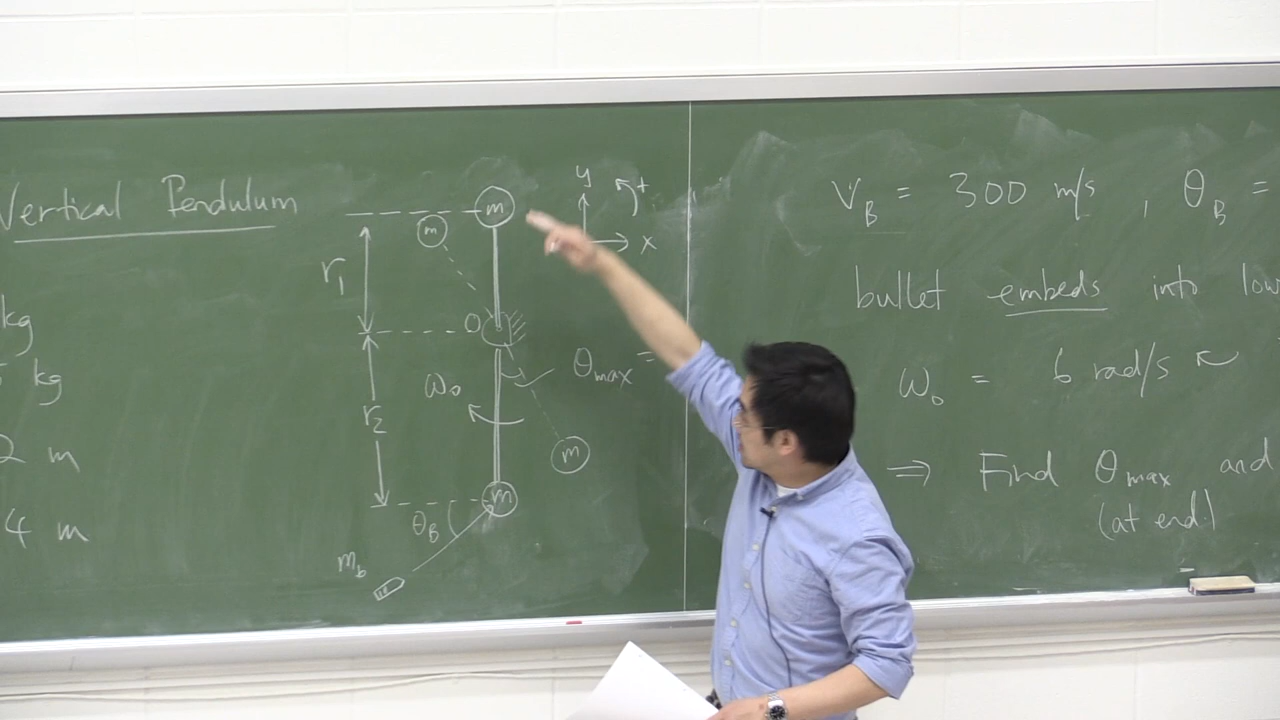 Vertical Pendulum
kg
kg
2 m
4 m
m
m
r₁
O
ω₀
r₂
θmax =
m
m
θB
mb
y
+
x
VB = 300 m/s , θB =
bullet embeds into low
ω₀ = 6 rad/s
⇒ Find θmax and
(at end.)